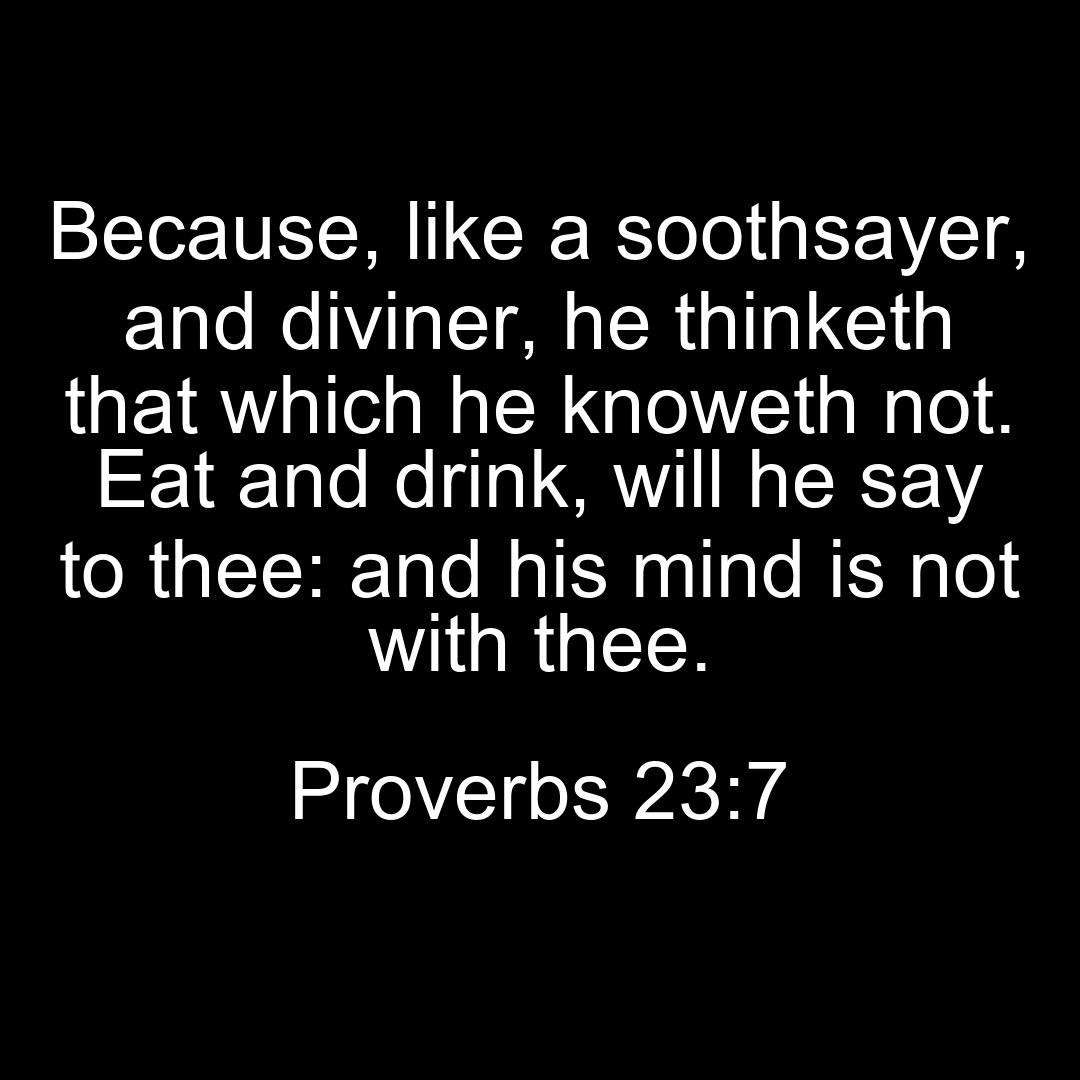 Because, like a soothsayer,
and diviner, he thinketh
that which he knoweth not.
Eat and drink, will he say
to thee: and his mind is not
with thee.
Proverbs 23:7